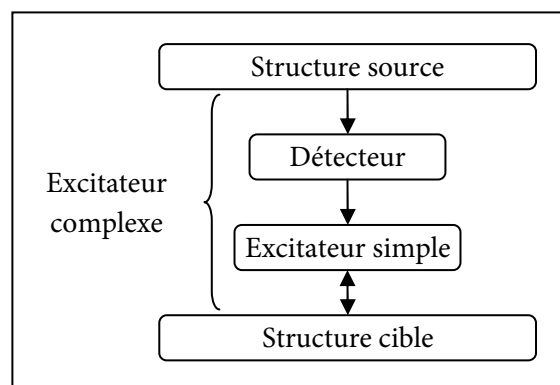 Structure source
Détecteur
Excitateur
complexe
Excitateur simple
Structure cible